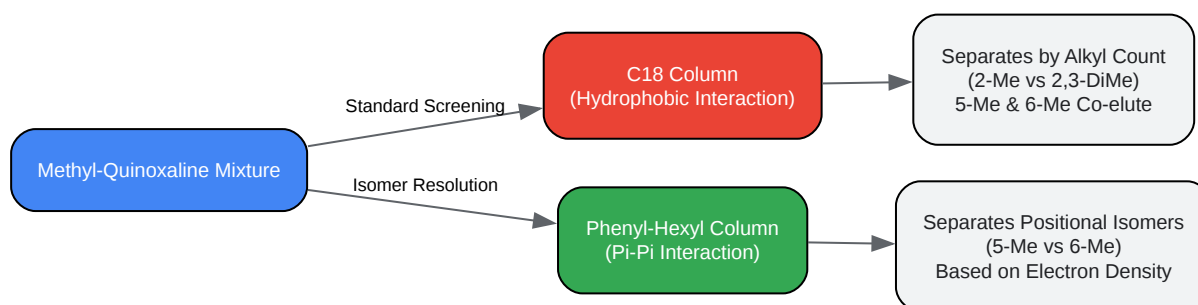 Methyl-Quinoxaline Mixture
Standard Screening
Isomer Resolution
C18 Column
(Hydrophobic Interaction)
Phenyl-Hexyl Column
(Pi-Pi Interaction)
Separates by Alkyl Count
(2-Me vs 2,3-DiMe)
5-Me & 6-Me Co-elute
Separates Positional Isomers
(5-Me vs 6-Me)
Based on Electron Density